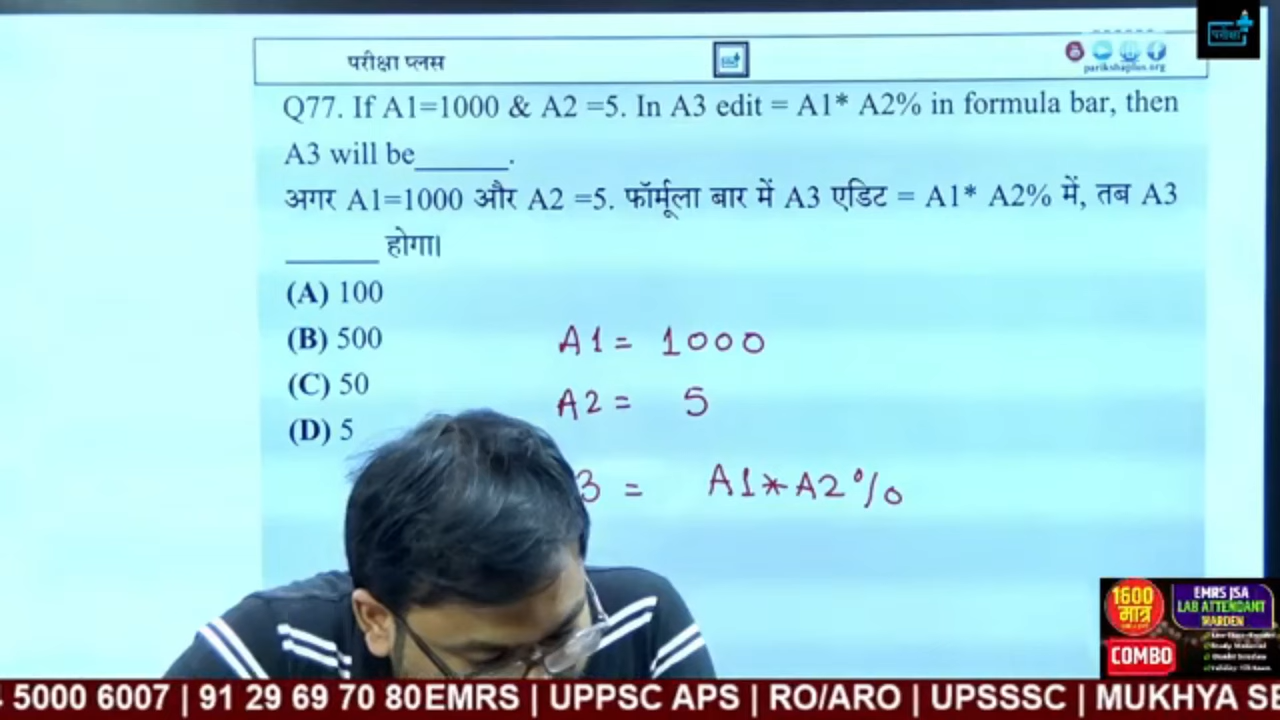 परीक्षा प्लस
parikshaplus.org
परीक्षा
Q77. If A1=1000 & A2 =5. In A3 edit = A1* A2% in formula bar, then
A3 will be______.
अगर A1=1000 और A2 =5. फॉर्मूला बार में A3 एडिट = A1* A2% में, तब A3
______ होगा।
(A) 100
(B) 500
(C) 50
(D) 5
A1 = 1000
A2 = 5
3 = A1*A2%
1600
मात्र
COMBO
EMRS JSA
LAB ATTENDANT
WARDEN
5000 6007 | 91 29 69 70 80 EMRS | UPPSC APS | RO/ARO | UPSSSC | MUKHYA SE